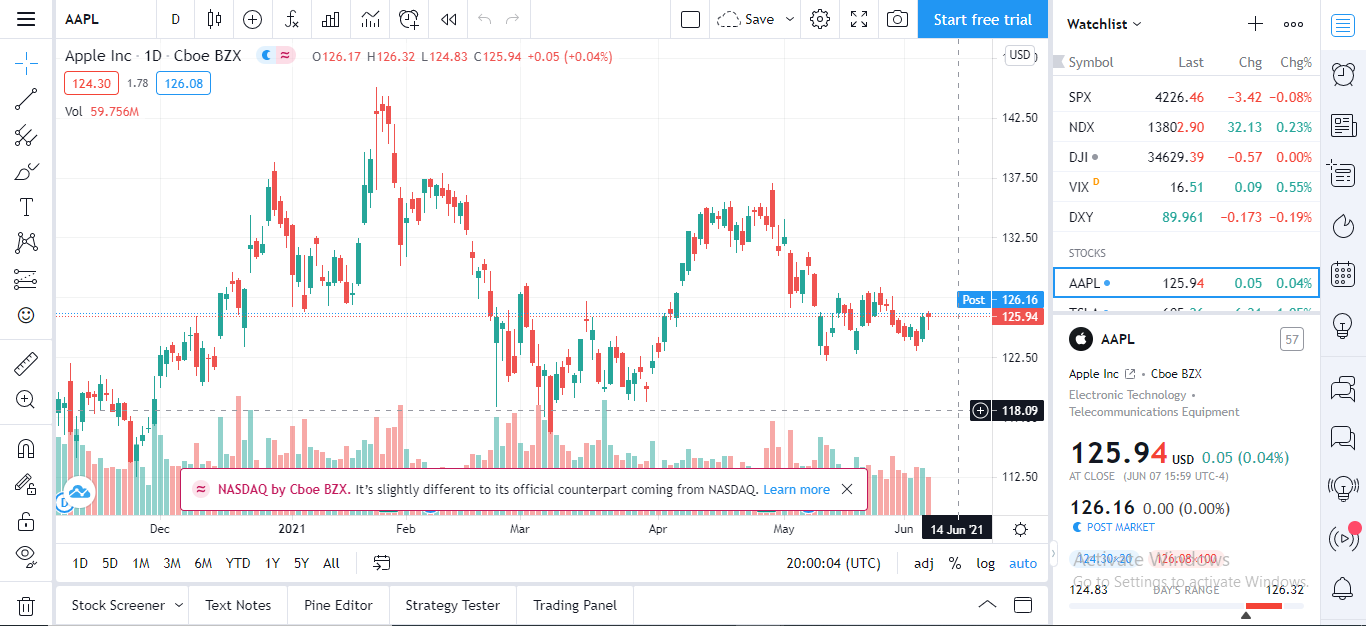 AAPL D Save Start free trial
Apple Inc · 1D · Cboe BZX O126.17 H126.32 L124.83 C125.94 +0.05 (+0.04%)
124.30 1.78 126.08
Vol 59.756M
USD
142.50
137.50
132.50
Post 126.16
125.94
122.50
118.09
112.50
NASDAQ by Cboe BZX. It's slightly different to its official counterpart coming from NASDAQ. Learn more
Dec 2021 Feb Mar Apr May Jun 14 Jun '21
1D 5D 1M 3M 6M YTD 1Y 5Y All 20:00:04 (UTC) adj % log auto
Stock Screener Text Notes Pine Editor Strategy Tester Trading Panel
Watchlist
Symbol Last Chg Chg%
SPX 4226.46 −3.42 −0.08%
NDX 13802.90 32.13 0.23%
DJI 34629.39 −0.57 0.00%
VIX D 16.51 0.09 0.55%
DXY 89.961 −0.173 −0.19%
STOCKS
AAPL 125.94 0.05 0.04%
AAPL 57
Apple Inc • Cboe BZX
Electronic Technology •
Telecommunications Equipment
125.94 USD 0.05 (0.04%)
AT CLOSE (JUN 07 15:59 UTC-4)
126.16 0.00 (0.00%)
POST MARKET
124.30×20 126.08×100
Activate Windows
Go to Settings to activate Windows.
124.83 DAY'S RANGE 126.32